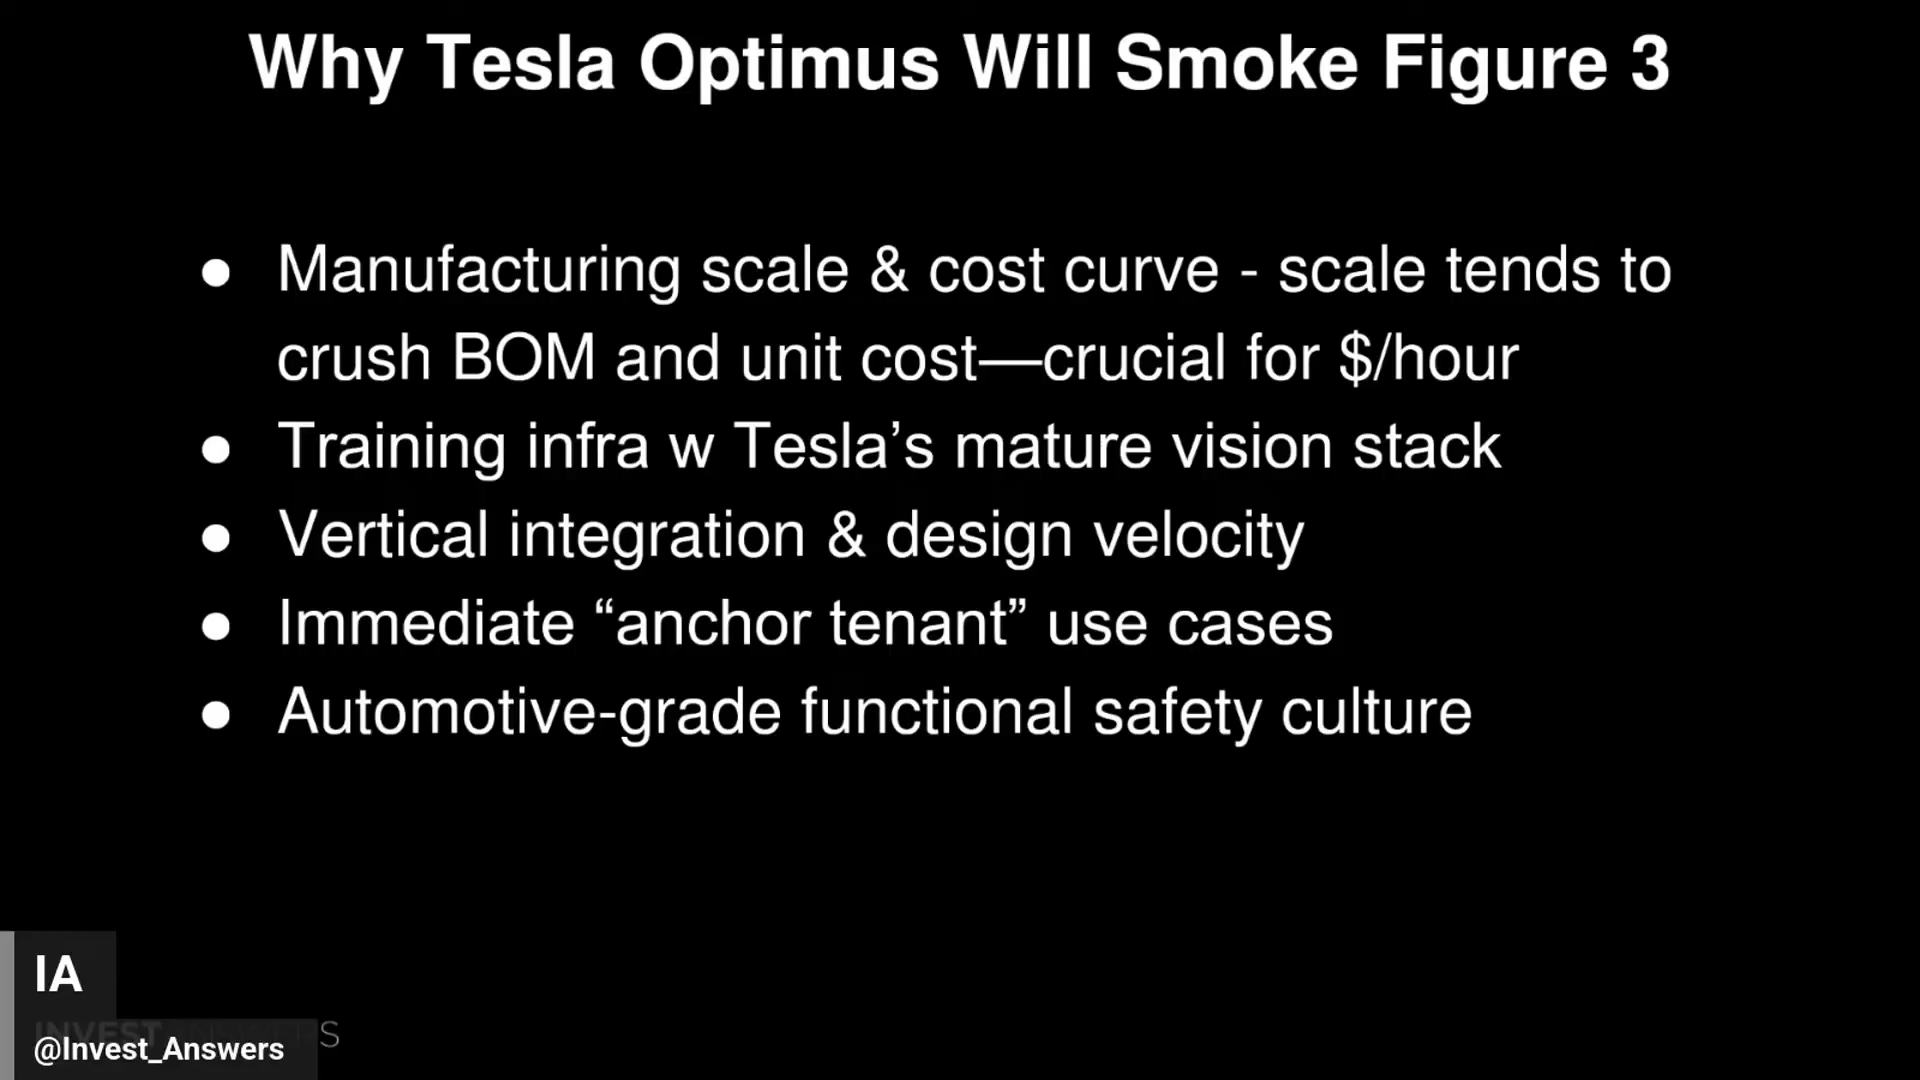 Why Tesla Optimus Will Smoke Figure 3
● Manufacturing scale & cost curve - scale tends to
crush BOM and unit cost—crucial for $/hour
● Training infra w Tesla’s mature vision stack
● Vertical integration & design velocity
● Immediate “anchor tenant” use cases
● Automotive-grade functional safety culture
IA
INVESTANSWERS
@Invest_Answers